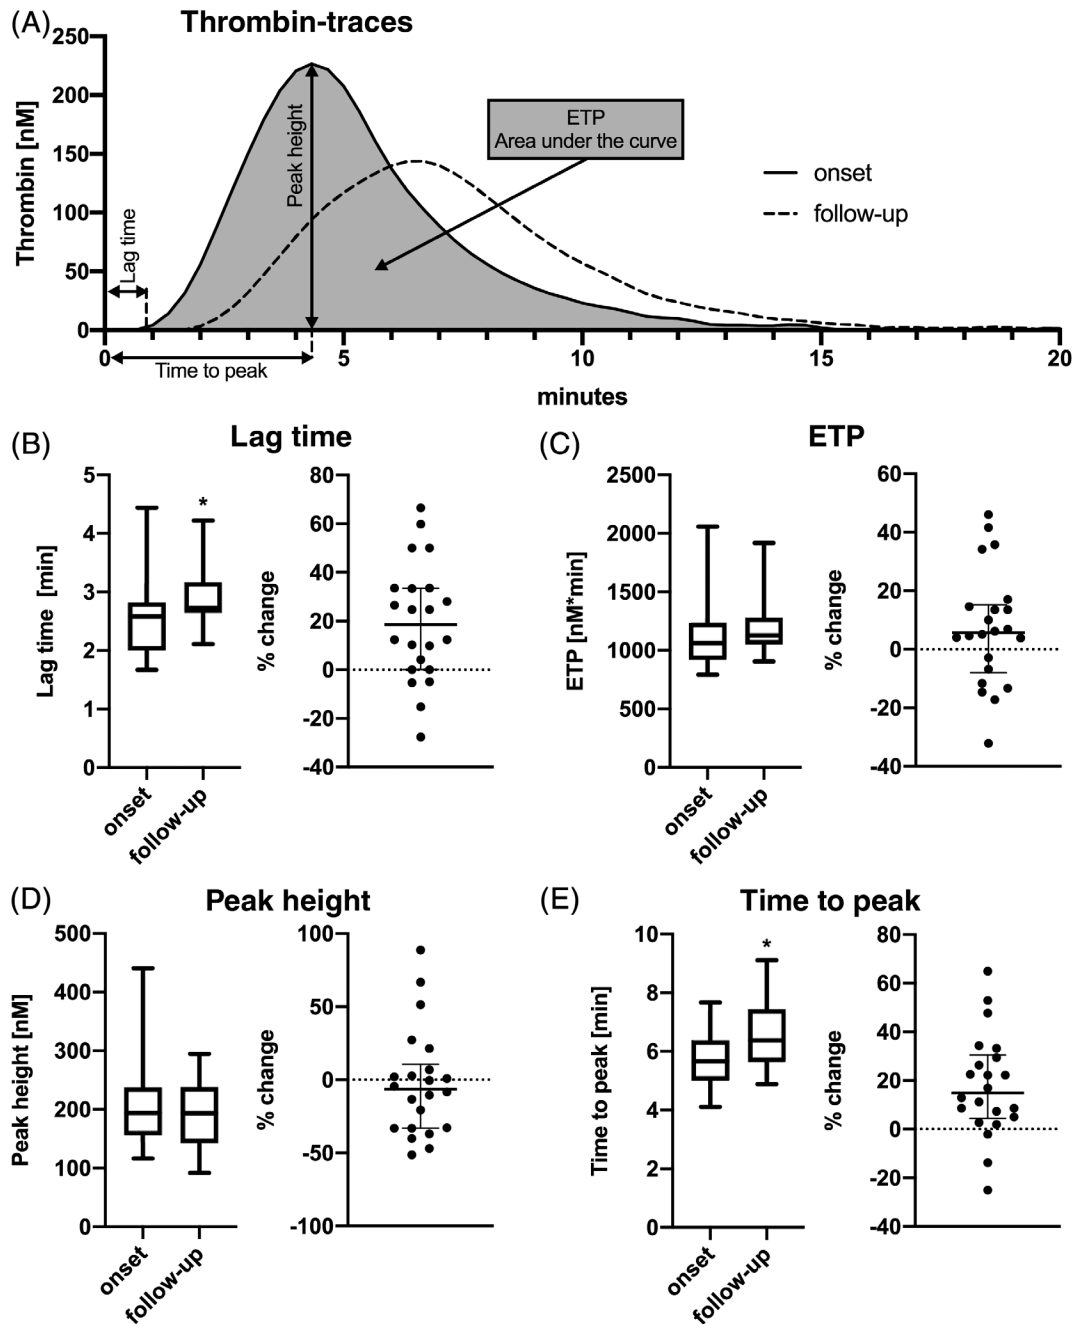 (A)
Thrombin-traces
Thrombin [nM]
250
200
150
100
50
0
Lag time
Peak height
ETP
Area under the curve
onset
follow-up
0
5
10
15
20
Time to peak
minutes
(B)
Lag time
Lag time [min]
5
4
3
2
1
0
*
onset
follow-up
% change
80
60
40
20
0
-20
-40
(C)
ETP
ETP [nM*min]
2500
2000
1500
1000
500
0
onset
follow-up
% change
60
40
20
0
-20
-40
(D)
Peak height
Peak height [nM]
500
400
300
200
100
0
onset
follow-up
% change
100
50
0
-50
-100
(E)
Time to peak
Time to peak [min]
10
8
6
4
2
0
*
onset
follow-up
% change
80
60
40
20
0
-20
-40